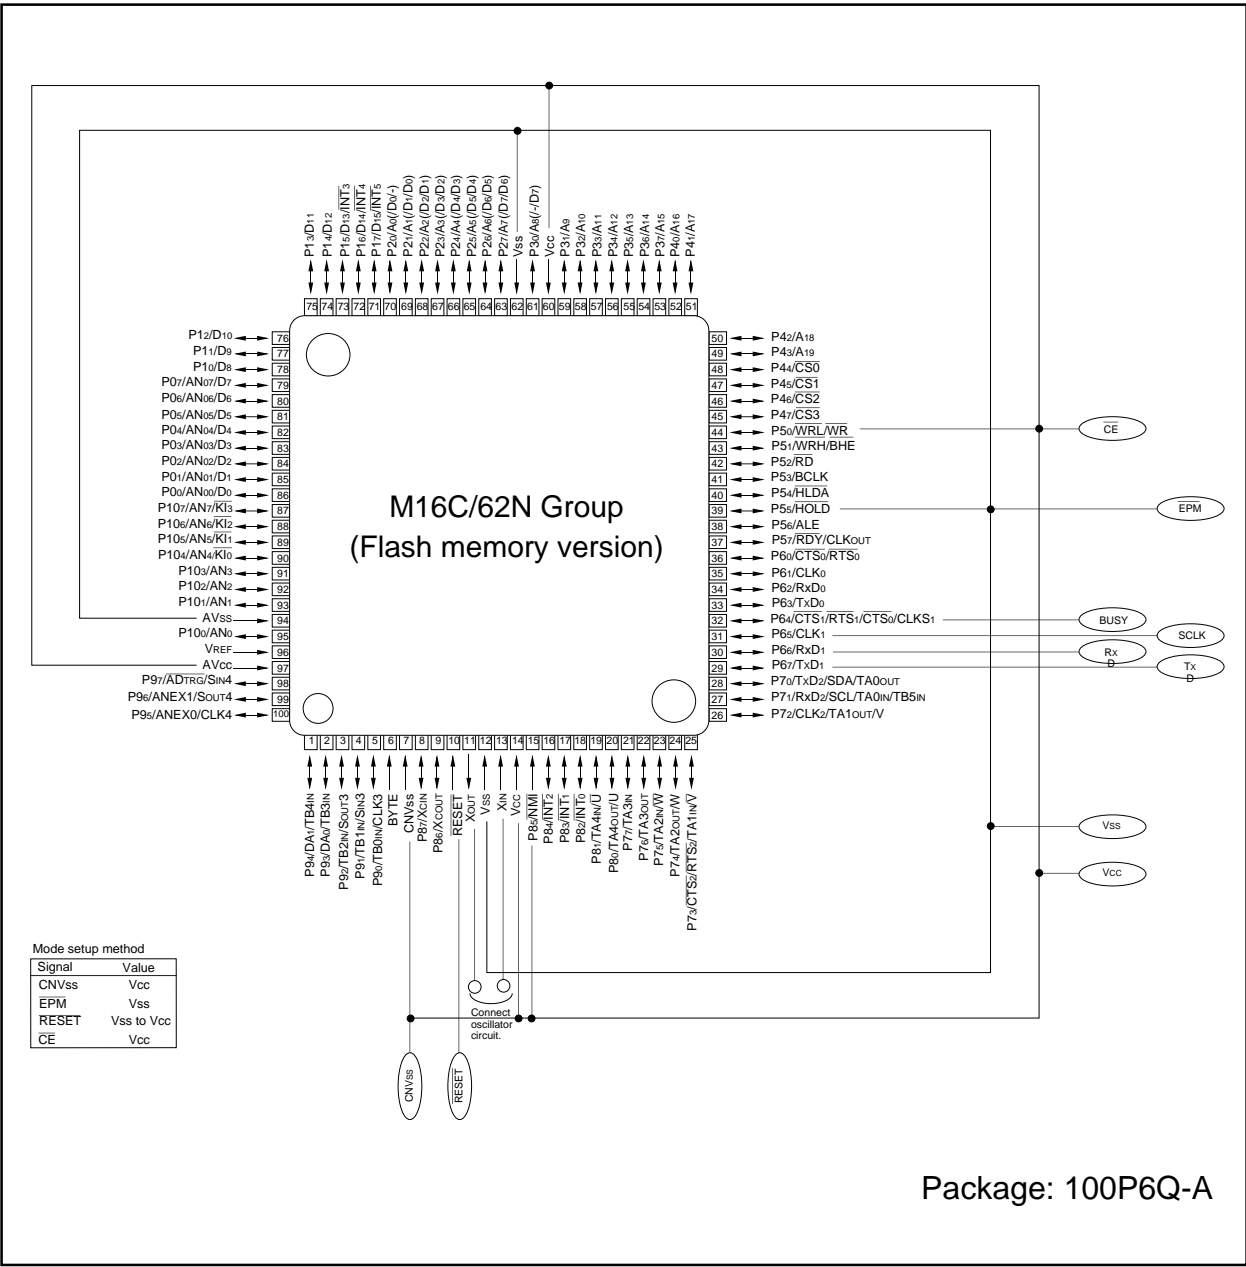 P13/D11
P14/D12
P15/D13/INT3
P16/D14/INT4
P17/D15/INT5
P20/A0(/D0/-)
P21/A1(/D1/D0)
P22/A2(/D2/D1)
P23/A3(/D3/D2)
P24/A4(/D4/D3)
P25/A5(/D5/D4)
P26/A6(/D6/D5)
P27/A7(/D7/D6)
Vss
P30/A8(/-/D7)
Vcc
P31/A9
P32/A10
P33/A11
P34/A12
P35/A13
P36/A14
P37/A15
P40/A16
P41/A17
75 74 73 72 71 70 69 68 67 66 65 64 63 62 61 60 59 58 57 56 55 54 53 52 51
P12/D10 76
P11/D9 77
P10/D8 78
P07/AN07/D7 79
P06/AN06/D6 80
P05/AN05/D5 81
P04/AN04/D4 82
P03/AN03/D3 83
P02/AN02/D2 84
P01/AN01/D1 85
P00/AN00/D0 86
P107/AN7/KI3 87
P106/AN6/KI2 88
P105/AN5/KI1 89
P104/AN4/KI0 90
P103/AN3 91
P102/AN2 92
P101/AN1 93
AVss 94
P100/AN0 95
VREF 96
AVcc 97
P97/ADTRG/SIN4 98
P96/ANEX1/SOUT4 99
P95/ANEX0/CLK4 100
M16C/62N Group
(Flash memory version)
50 P42/A18
49 P43/A19
48 P44/CS0
47 P45/CS1
46 P46/CS2
45 P47/CS3
44 P50/WRL/WR
43 P51/WRH/BHE
42 P52/RD
41 P53/BCLK
40 P54/HLDA
39 P55/HOLD
38 P56/ALE
37 P57/RDY/CLKOUT
36 P60/CTS0/RTS0
35 P61/CLK0
34 P62/RxD0
33 P63/TxD0
32 P64/CTS1/RTS1/CTS0/CLKS1
31 P65/CLK1
30 P66/RxD1
29 P67/TxD1
28 P70/TxD2/SDA/TA0OUT
27 P71/RxD2/SCL/TA0IN/TB5IN
26 P72/CLK2/TA1OUT/V
CE
EPM
BUSY
SCLK
Rx
D
Tx
D
Vss
Vcc
1 2 3 4 5 6 7 8 9 10 11 12 13 14 15 16 17 18 19 20 21 22 23 24 25
P94/DA1/TB4IN
P93/DA0/TB3IN
P92/TB2IN/SOUT3
P91/TB1IN/SIN3
P90/TB0IN/CLK3
BYTE
CNVss
P87/XCIN
P86/XCOUT
RESET
XOUT
Vss
XIN
Vcc
P85/NMI
P84/INT2
P83/INT1
P82/INT0
P81/TA4IN/U
P80/TA4OUT/U
P77/TA3IN
P76/TA3OUT
P75/TA2IN/W
P74/TA2OUT/W
P73/CTS2/RTS2/TA1IN/V
Connect
oscillator
circuit.
CNVss
RESET
Mode setup method
Signal Value
CNVss Vcc
EPM Vss
RESET Vss to Vcc
CE Vcc
Package: 100P6Q-A